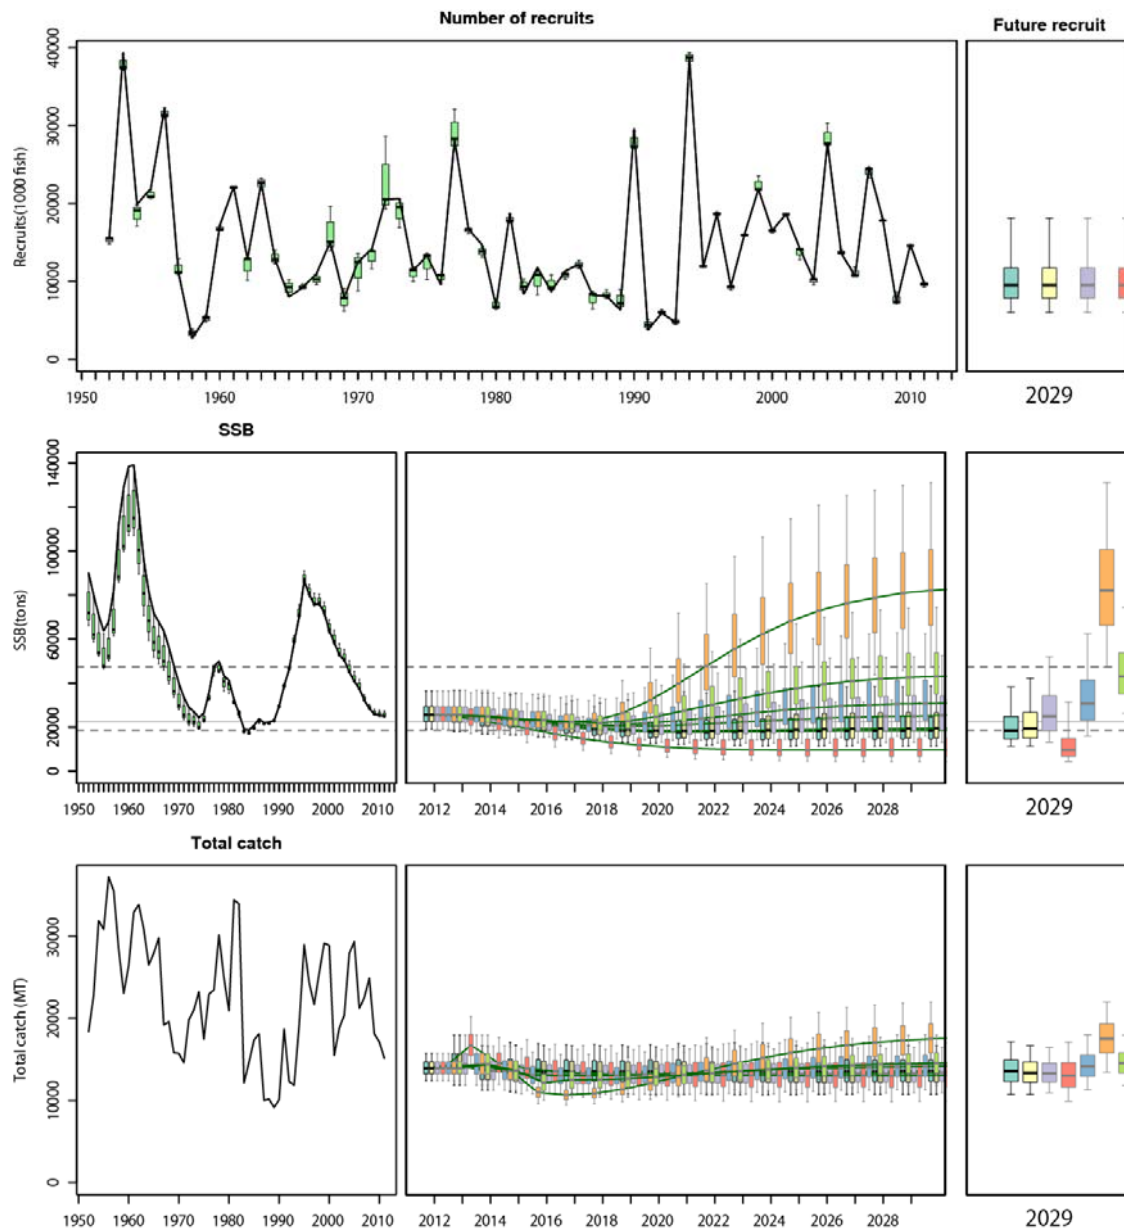 Number of recruits
Future recruit
Recruits(1000 fish)
40000
30000
20000
10000
0
1950 1960 1970 1980 1990 2000 2010
2029
SSB
SSB(tons)
140000
100000
60000
20000
0
1950 1960 1970 1980 1990 2000 2010
2012 2014 2016 2018 2020 2022 2024 2026 2028
2029
Total catch
Total catch (MT)
30000
20000
10000
0
1950 1960 1970 1980 1990 2000 2010
2012 2014 2016 2018 2020 2022 2024 2026 2028
2029